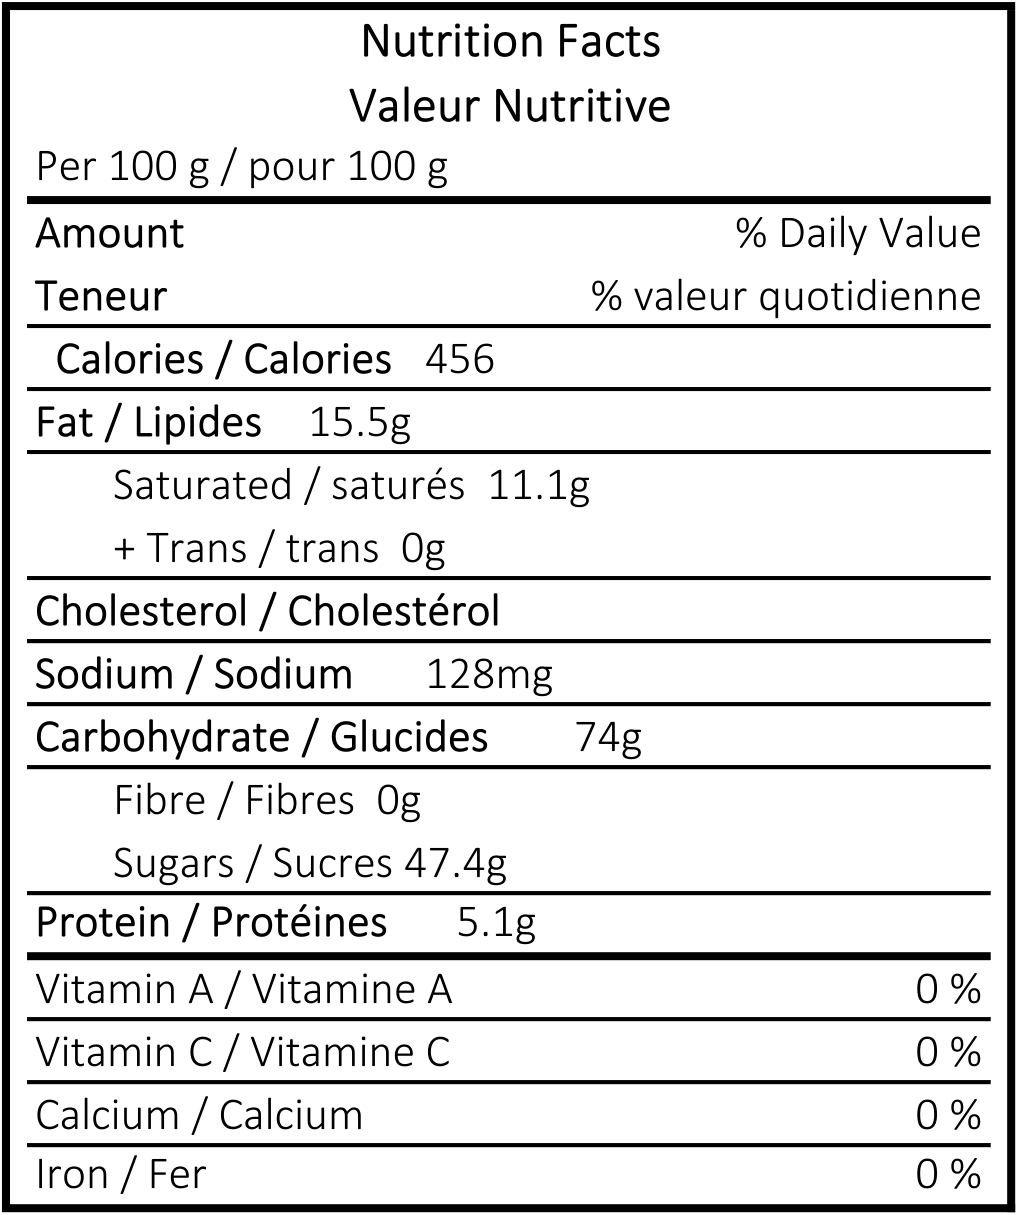 Nutrition Facts
Valeur Nutritive
Per 100 g / pour 100 g
Amount % Daily Value
Teneur % valeur quotidienne
Calories / Calories 456
Fat / Lipides 15.5g
Saturated / saturés 11.1g
+ Trans / trans 0g
Cholesterol / Cholestérol
Sodium / Sodium 128mg
Carbohydrate / Glucides 74g
Fibre / Fibres 0g
Sugars / Sucres 47.4g
Protein / Protéines 5.1g
Vitamin A / Vitamine A 0 %
Vitamin C / Vitamine C 0 %
Calcium / Calcium 0 %
Iron / Fer 0 %